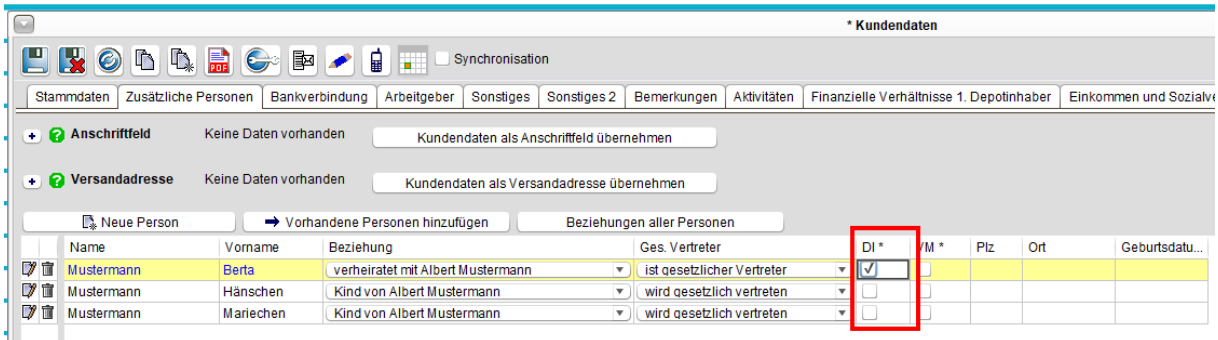 * Kundendaten
PDF Synchronisation
Stammdaten Zusätzliche Personen Bankverbindung Arbeitgeber Sonstiges Sonstiges 2 Bemerkungen Aktivitäten Finanzielle Verhältnisse 1. Depotinhaber Einkommen und Sozialve
+ ? Anschriftfeld Keine Daten vorhanden Kundendaten als Anschriftfeld übernehmen
+ ? Versandadresse Keine Daten vorhanden Kundendaten als Versandadresse übernehmen
Neue Person Vorhandene Personen hinzufügen Beziehungen aller Personen
Name Vorname Beziehung Ges. Vertreter DI * VM * Plz Ort Geburtsdatu...
Mustermann Berta verheiratet mit Albert Mustermann ist gesetzlicher Vertreter
Mustermann Hänschen Kind von Albert Mustermann wird gesetzlich vertreten
Mustermann Mariechen Kind von Albert Mustermann wird gesetzlich vertreten